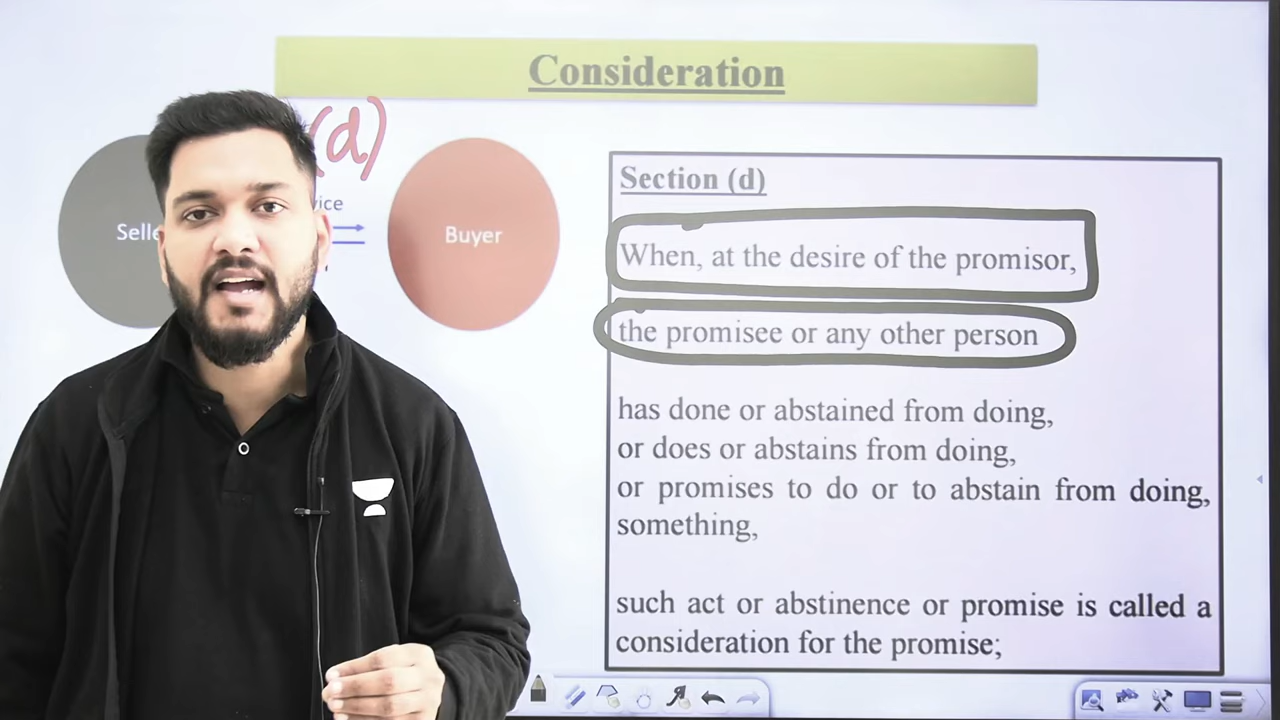 Consideration
(d)
Buyer
Section (d)
When, at the desire of the promisor,
the promisee or any other person
has done or abstained from doing,
or does or abstains from doing,
or promises to do or to abstain from doing,
something,
such act or abstinence or promise is called a
consideration for the promise;